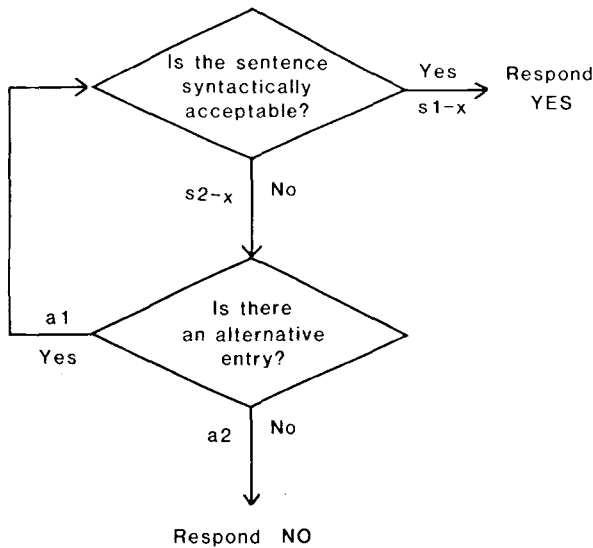 Is the sentence
syntactically
acceptable?
Yes
s1-x
Respond
YES
s2-x
No
Is there
an alternative
entry?
a1
Yes
a2
No
Respond NO